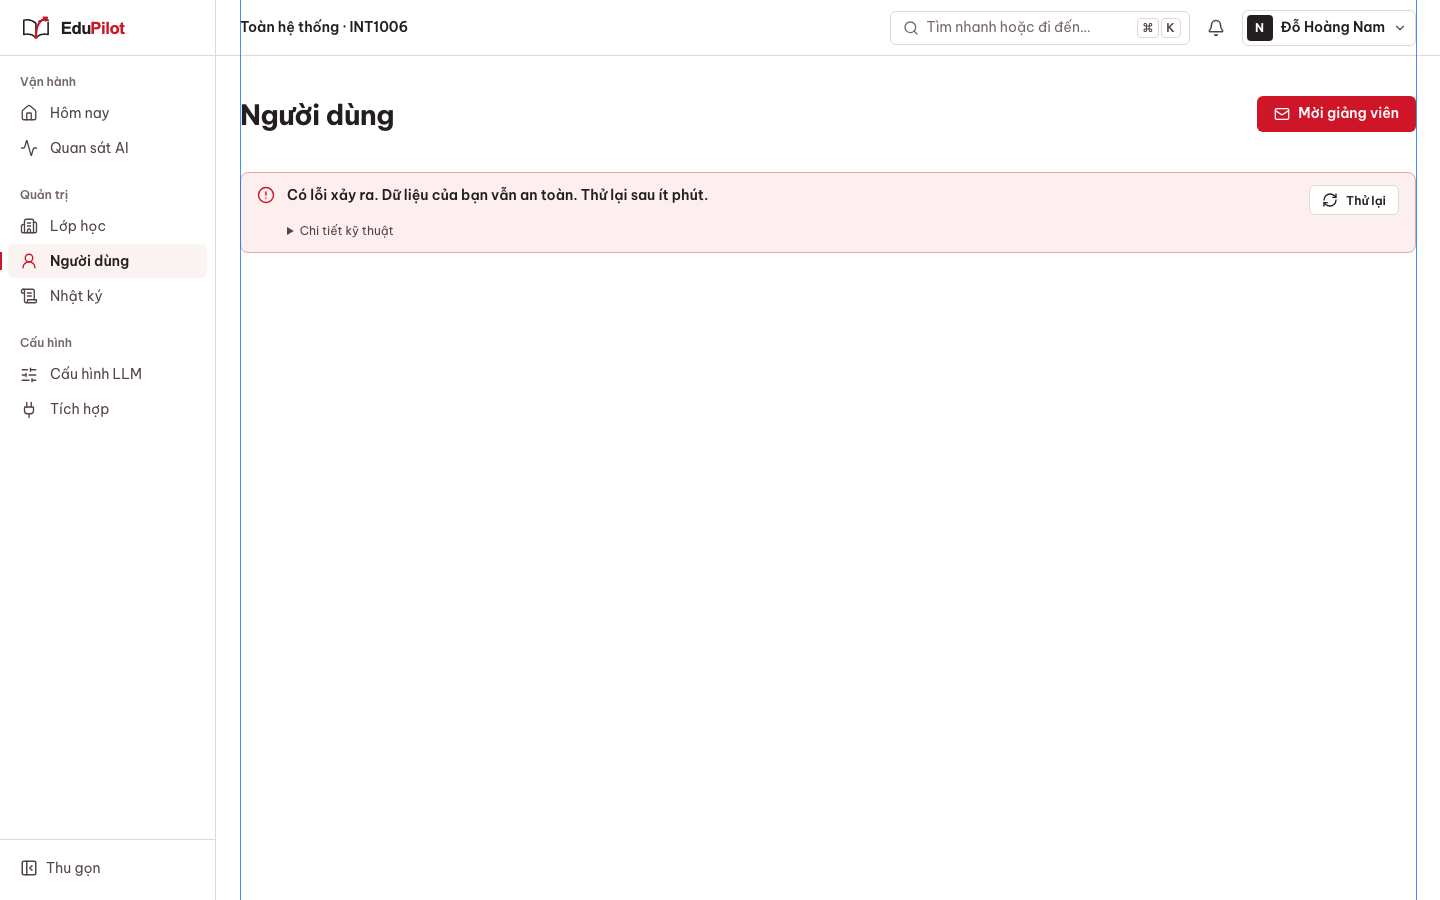 EduPilot
Toàn hệ thống · INT1006
Tìm nhanh hoặc đi đến...
⌘ K
N Đỗ Hoàng Nam
Vận hành
Hôm nay
Quan sát AI
Quản trị
Lớp học
Người dùng
Nhật ký
Cấu hình
Cấu hình LLM
Tích hợp
Thu gọn
Người dùng
Mời giảng viên
Có lỗi xảy ra. Dữ liệu của bạn vẫn an toàn. Thử lại sau ít phút.
Thử lại
Chi tiết kỹ thuật